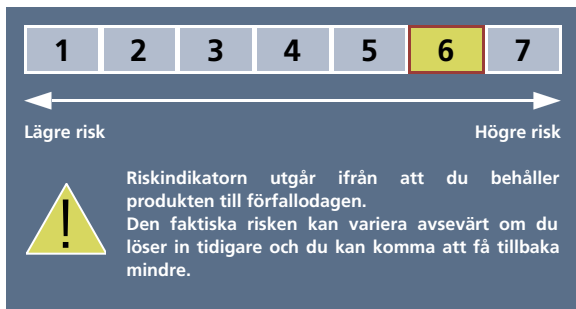 1 2 3 4 5 6 7
Lägre risk Högre risk
Riskindikatorn utgår ifrån att du behåller
produkten till förfallodagen.
Den faktiska risken kan variera avsevärt om du
löser in tidigare och du kan komma att få tillbaka
mindre.
!